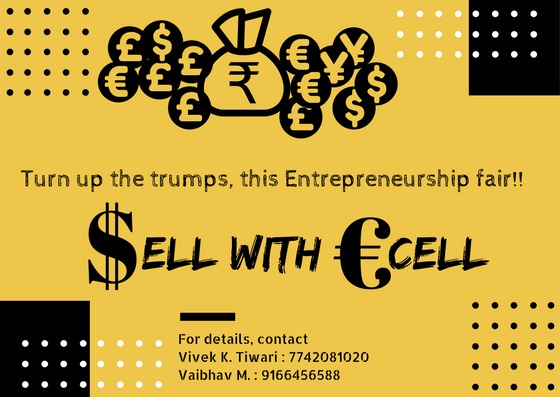 Turn up the trumps, this Entrepreneurship fair!!
$ELL WITH €CELL
For details, contact
Vivek K. Tiwari : 7742081020
Vaibhav M. : 9166456588